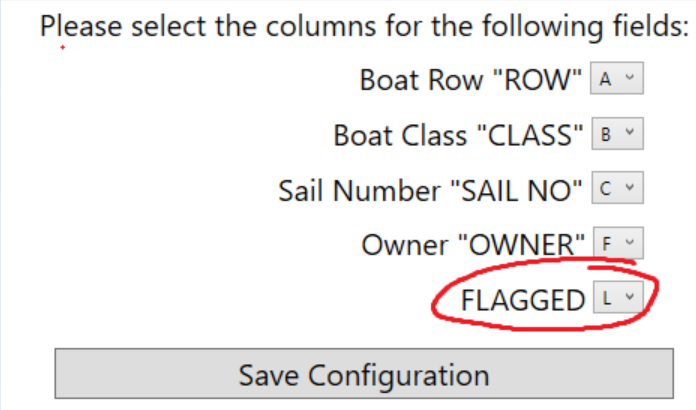 Please select the columns for the following fields:
Boat Row "ROW" A
Boat Class "CLASS" B
Sail Number "SAIL NO" C
Owner "OWNER" F
FLAGGED L
Save Configuration